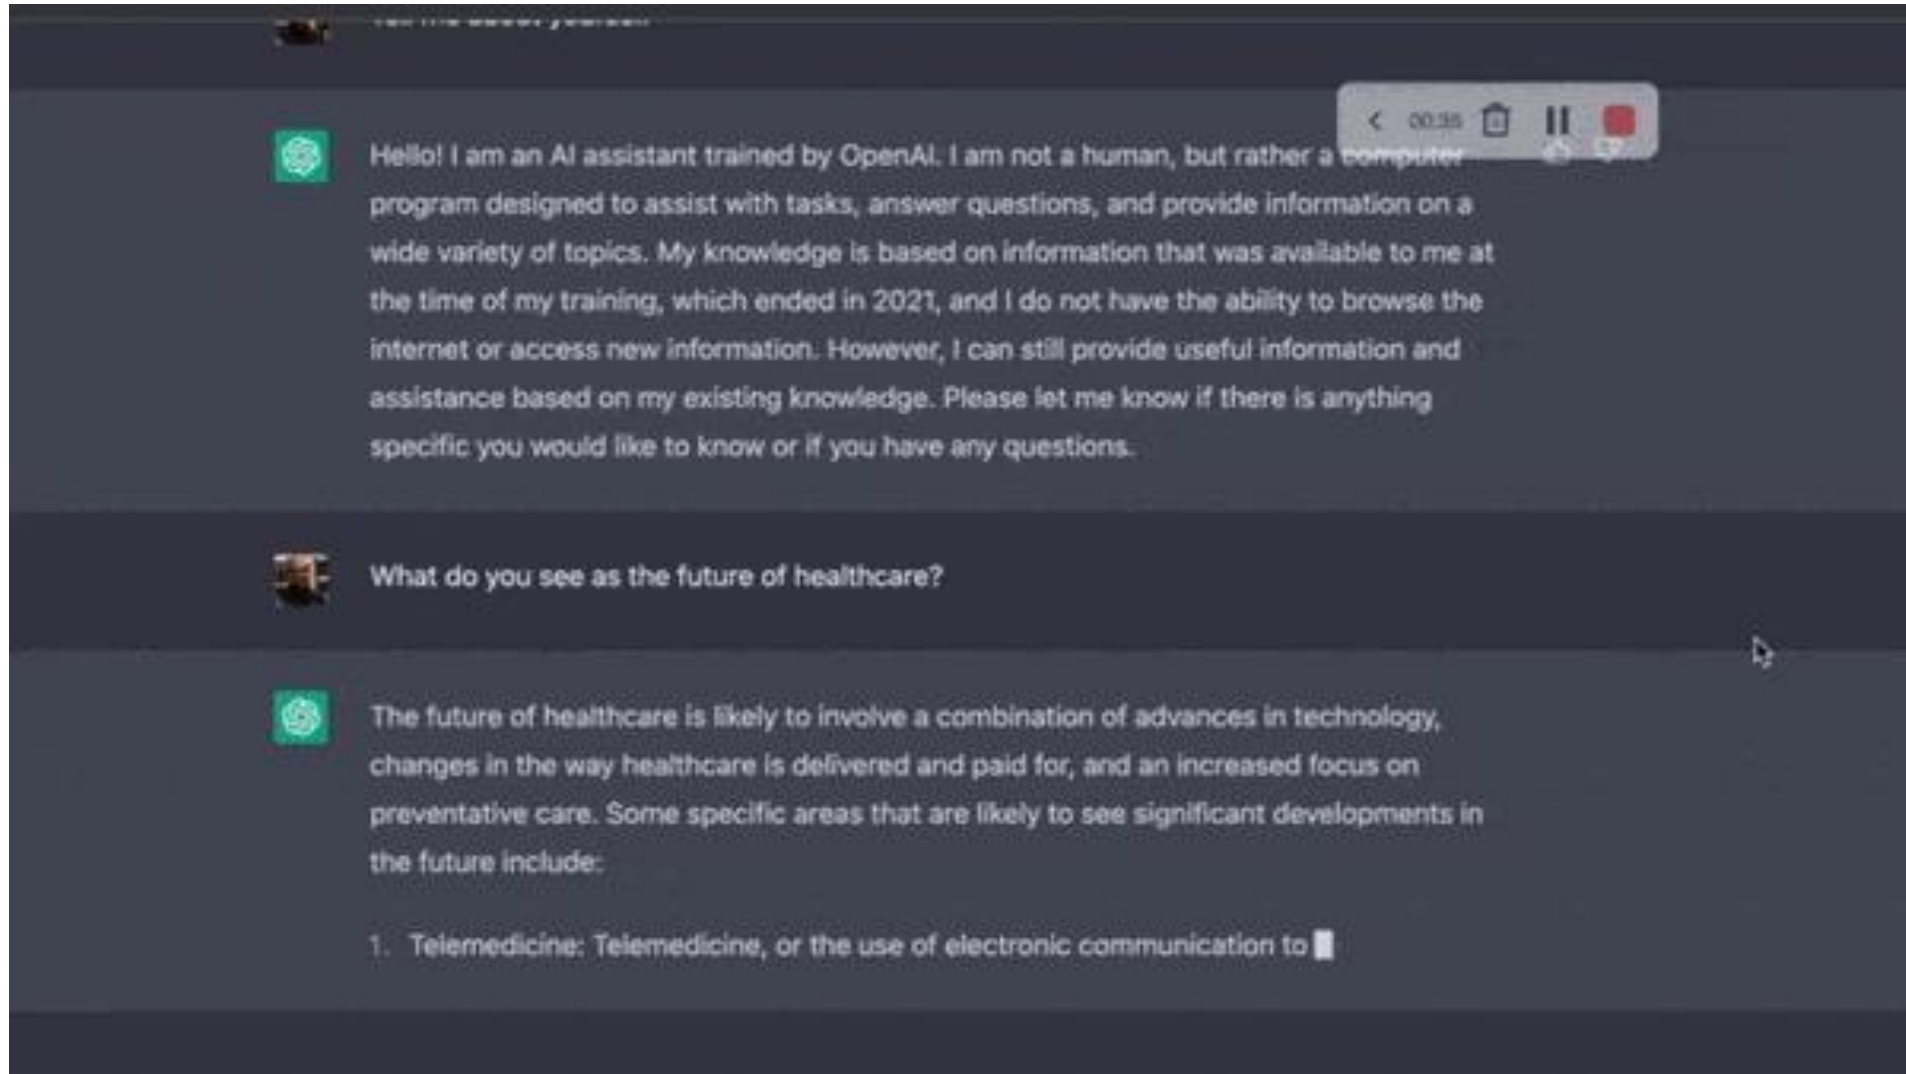 Tell me about yourself
00:35
Hello! I am an AI assistant trained by OpenAI. I am not a human, but rather a computer
program designed to assist with tasks, answer questions, and provide information on a
wide variety of topics. My knowledge is based on information that was available to me at
the time of my training, which ended in 2021, and I do not have the ability to browse the
internet or access new information. However, I can still provide useful information and
assistance based on my existing knowledge. Please let me know if there is anything
specific you would like to know or if you have any questions.
What do you see as the future of healthcare?
The future of healthcare is likely to involve a combination of advances in technology,
changes in the way healthcare is delivered and paid for, and an increased focus on
preventative care. Some specific areas that are likely to see significant developments in
the future include:
1. Telemedicine: Telemedicine, or the use of electronic communication to